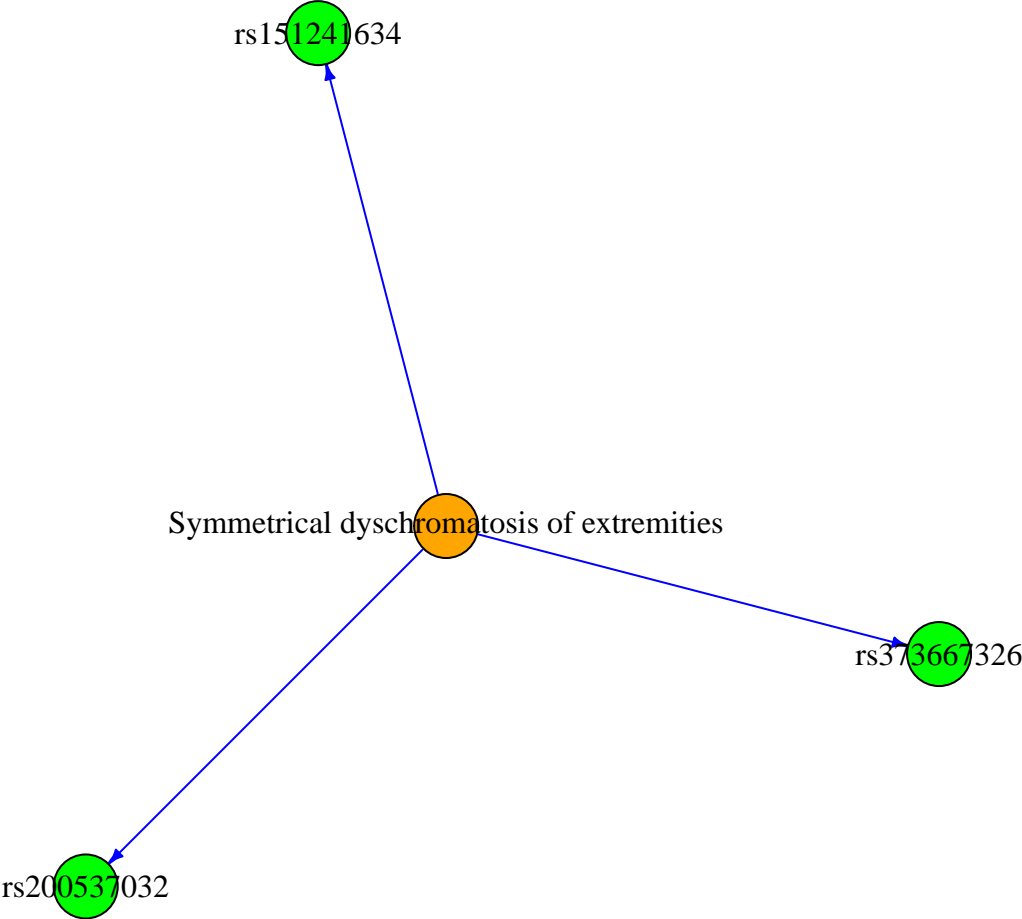 rs151241634
Symmetrical dyschromatosis of extremities
rs373667326
rs200537032